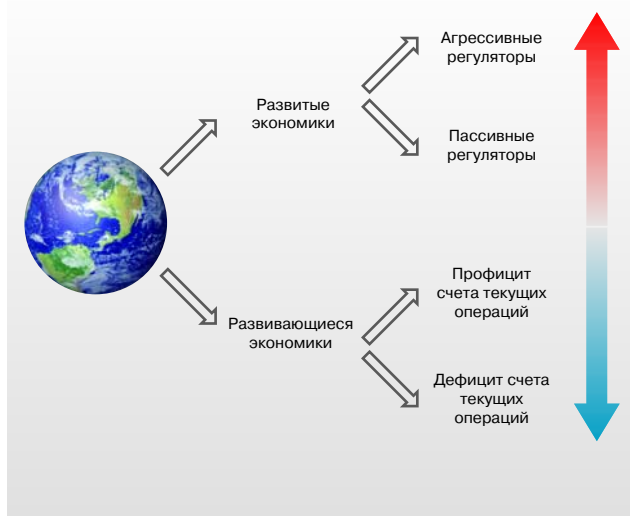 Агрессивные
регуляторы
Развитые
экономики
Пассивные
регуляторы
Профицит
счета текущих
операций
Развивающиеся
экономики
Дефицит счета
текущих
операций